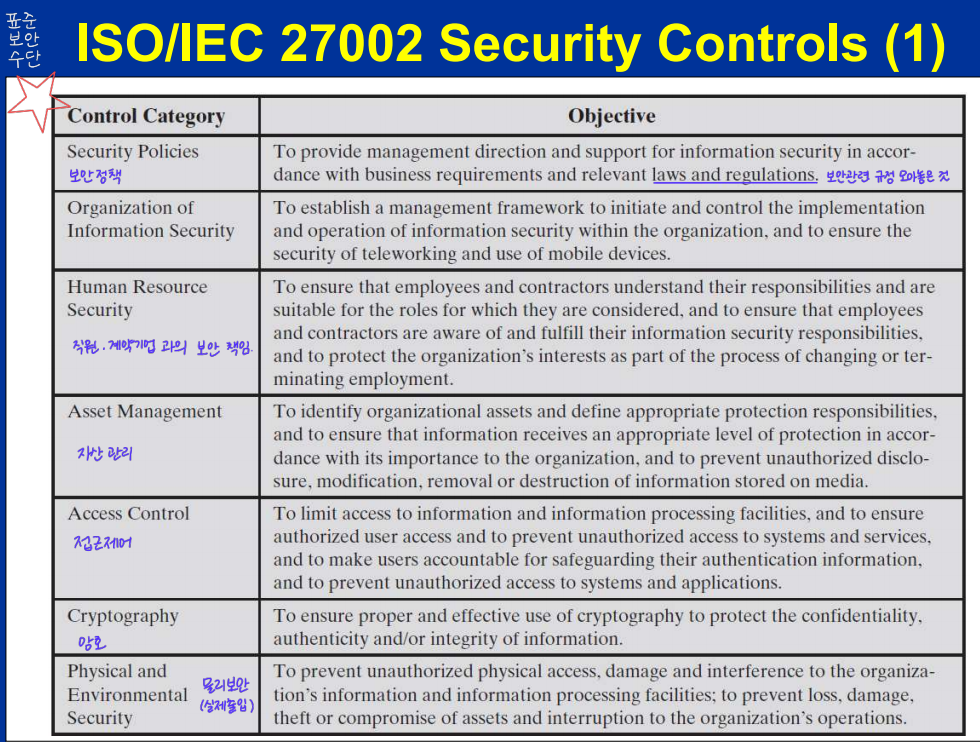 표준
보안
수단
ISO/IEC 27002 Security Controls (1)
Control Category
Objective
Security Policies
보안정책
To provide management direction and support for information security in accor-
dance with business requirements and relevant laws and regulations. 보안관련 규정 모아놓은 것
Organization of
Information Security
To establish a management framework to initiate and control the implementation
and operation of information security within the organization, and to ensure the
security of teleworking and use of mobile devices.
Human Resource
Security
직원·계약기업 과의 보안 책임.
To ensure that employees and contractors understand their responsibilities and are
suitable for the roles for which they are considered, and to ensure that employees
and contractors are aware of and fulfill their information security responsibilities,
and to protect the organization's interests as part of the process of changing or ter-
minating employment.
Asset Management
자산 관리
To identify organizational assets and define appropriate protection responsibilities,
and to ensure that information receives an appropriate level of protection in accor-
dance with its importance to the organization, and to prevent unauthorized disclo-
sure, modification, removal or destruction of information stored on media.
Access Control
접근제어
To limit access to information and information processing facilities, and to ensure
authorized user access and to prevent unauthorized access to systems and services,
and to make users accountable for safeguarding their authentication information,
and to prevent unauthorized access to systems and applications.
Cryptography
암호
To ensure proper and effective use of cryptography to protect the confidentiality,
authenticity and/or integrity of information.
Physical and
Environmental
Security
물리보안
(실제출입)
To prevent unauthorized physical access, damage and interference to the organiza-
tion's information and information processing facilities; to prevent loss, damage,
theft or compromise of assets and interruption to the organization's operations.